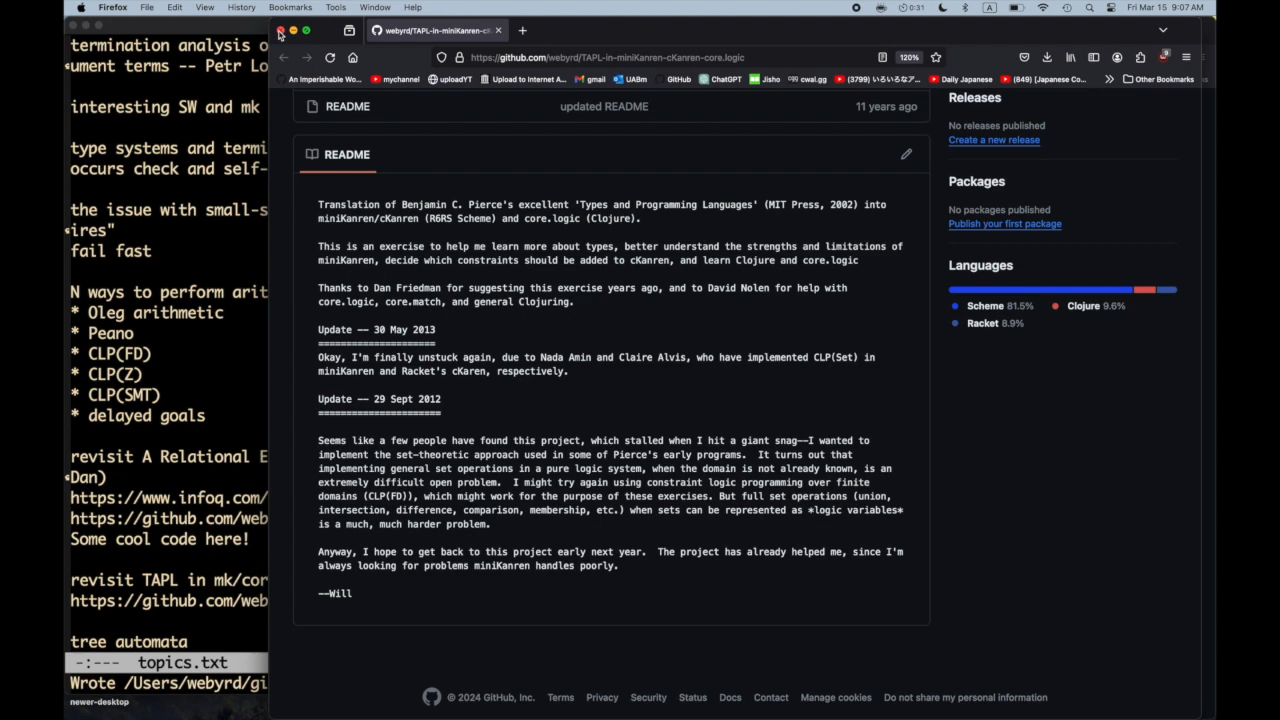 Firefox File Edit View History Bookmarks Tools Window Help
0:31 A Fri Mar 15 9:07 AM
webyrd/TAPL-in-miniKanren-cK
https://github.com/webyrd/TAPL-in-miniKanren-cKanren-core.logic 120%
An Imperishable Wo... mychannel uploadYT Upload to Internet A... gmail UABm GitHub ChatGPT Jisho cwal.gg (3799) いろいろなア... Daily Japanese (849) [Japanese Co... Other Bookmarks
termination analysis o
ument terms -- Petr Lo
interesting SW and mk
type systems and termi
occurs check and self-
the issue with small-s
ires"
fail fast
N ways to perform arit
* Oleg arithmetic
* Peano
* CLP(FD)
* CLP(Z)
* CLP(SMT)
* delayed goals
revisit A Relational E
Dan)
https://www.infoq.com/
https://github.com/web
Some cool code here!
revisit TAPL in mk/cor
https://github.com/web
tree automata
-:--- topics.txt
Wrote /Users/webyrd/gi
newer-desktop
README updated README 11 years ago
README
Translation of Benjamin C. Pierce's excellent 'Types and Programming Languages' (MIT Press, 2002) into
miniKanren/cKanren (R6RS Scheme) and core.logic (Clojure).
This is an exercise to help me learn more about types, better understand the strengths and limitations of
miniKanren, decide which constraints should be added to cKanren, and learn Clojure and core.logic
Thanks to Dan Friedman for suggesting this exercise years ago, and to David Nolen for help with
core.logic, core.match, and general Clojuring.
Update -- 30 May 2013
=====================
Okay, I'm finally unstuck again, due to Nada Amin and Claire Alvis, who have implemented CLP(Set) in
miniKanren and Racket's cKaren, respectively.
Update -- 29 Sept 2012
======================
Seems like a few people have found this project, which stalled when I hit a giant snag--I wanted to
implement the set-theoretic approach used in some of Pierce's early programs. It turns out that
implementing general set operations in a pure logic system, when the domain is not already known, is an
extremely difficult open problem. I might try again using constraint logic programming over finite
domains (CLP(FD)), which might work for the purpose of these exercises. But full set operations (union,
intersection, difference, comparison, membership, etc.) when sets can be represented as *logic variables*
is a much, much harder problem.
Anyway, I hope to get back to this project early next year. The project has already helped me, since I'm
always looking for problems miniKanren handles poorly.
--Will
Releases
No releases published
Create a new release
Packages
No packages published
Publish your first package
Languages
Scheme 81.5% Clojure 9.6%
Racket 8.9%
© 2024 GitHub, Inc. Terms Privacy Security Status Docs Contact Manage cookies Do not share my personal information